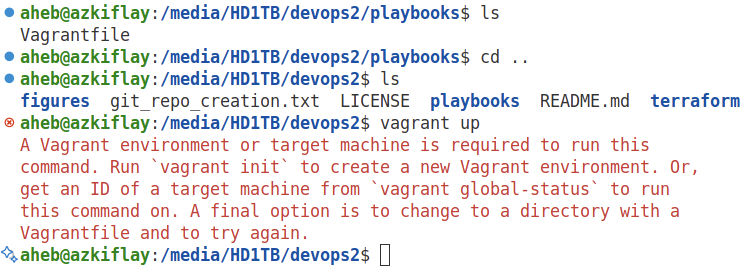 aheb@azkiflay:/media/HD1TB/devops2/playbooks$ ls
Vagrantfile
aheb@azkiflay:/media/HD1TB/devops2/playbooks$ cd ..
aheb@azkiflay:/media/HD1TB/devops2$ ls
figures  git_repo_creation.txt  LICENSE  playbooks  README.md  terraform
aheb@azkiflay:/media/HD1TB/devops2$ vagrant up
A Vagrant environment or target machine is required to run this
command. Run `vagrant init` to create a new Vagrant environment. Or,
get an ID of a target machine from `vagrant global-status` to run
this command on. A final option is to change to a directory with a
Vagrantfile and to try again.
aheb@azkiflay:/media/HD1TB/devops2$